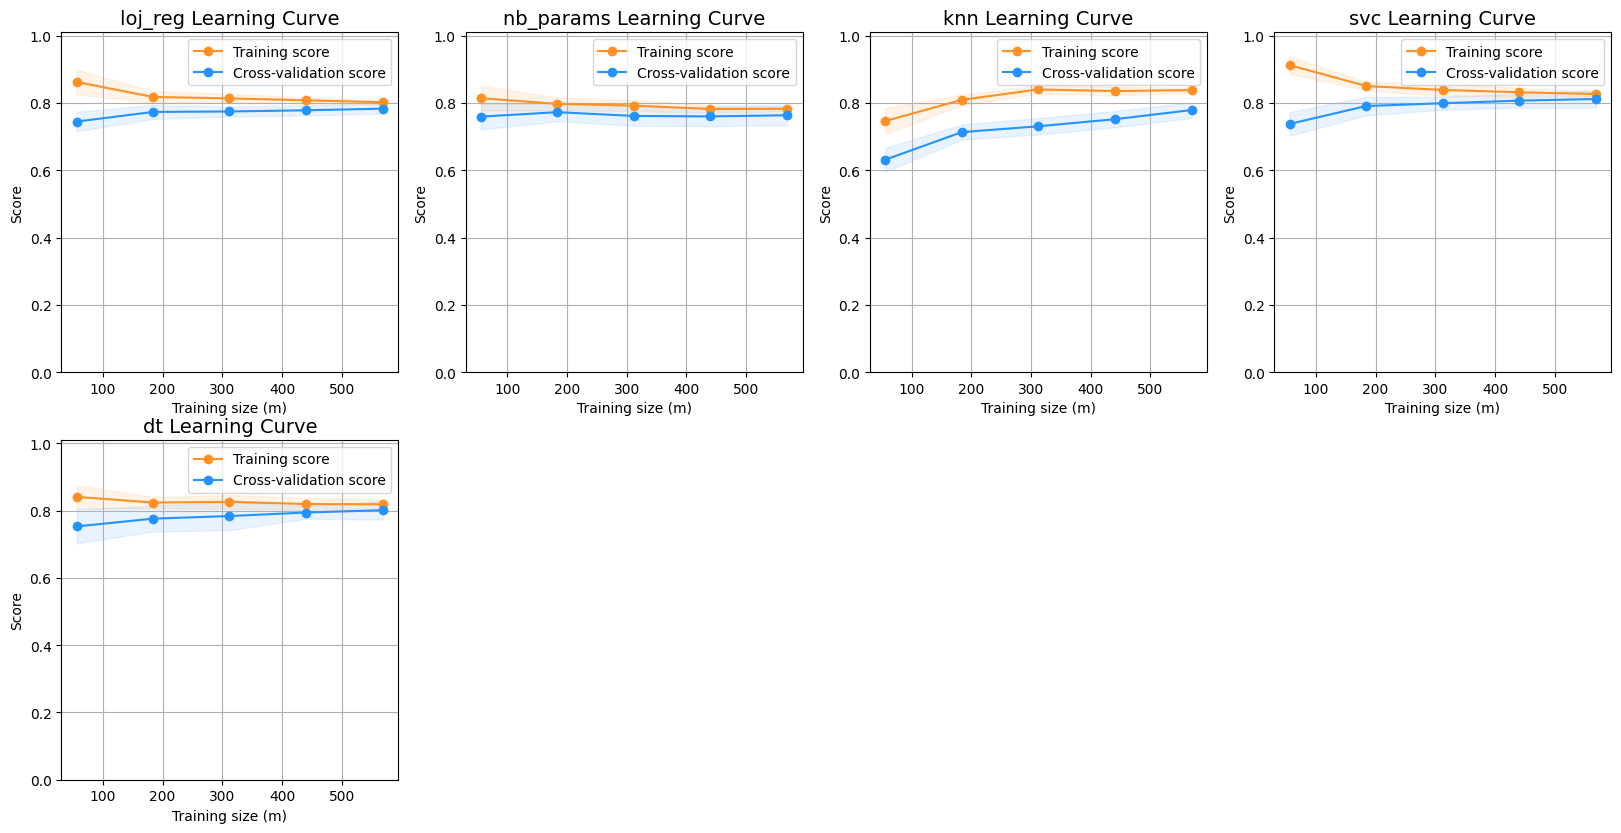 loj_reg Learning Curve
1.0
0.8
0.6
0.4
0.2
0.0
Score
Training score
Cross-validation score
100 200 300 400 500
Training size (m)
nb_params Learning Curve
1.0
0.8
0.6
0.4
0.2
0.0
Score
Training score
Cross-validation score
100 200 300 400 500
Training size (m)
knn Learning Curve
1.0
0.8
0.6
0.4
0.2
0.0
Score
Training score
Cross-validation score
100 200 300 400 500
Training size (m)
svc Learning Curve
1.0
0.8
0.6
0.4
0.2
0.0
Score
Training score
Cross-validation score
100 200 300 400 500
Training size (m)
dt Learning Curve
1.0
0.8
0.6
0.4
0.2
0.0
Score
Training score
Cross-validation score
100 200 300 400 500
Training size (m)